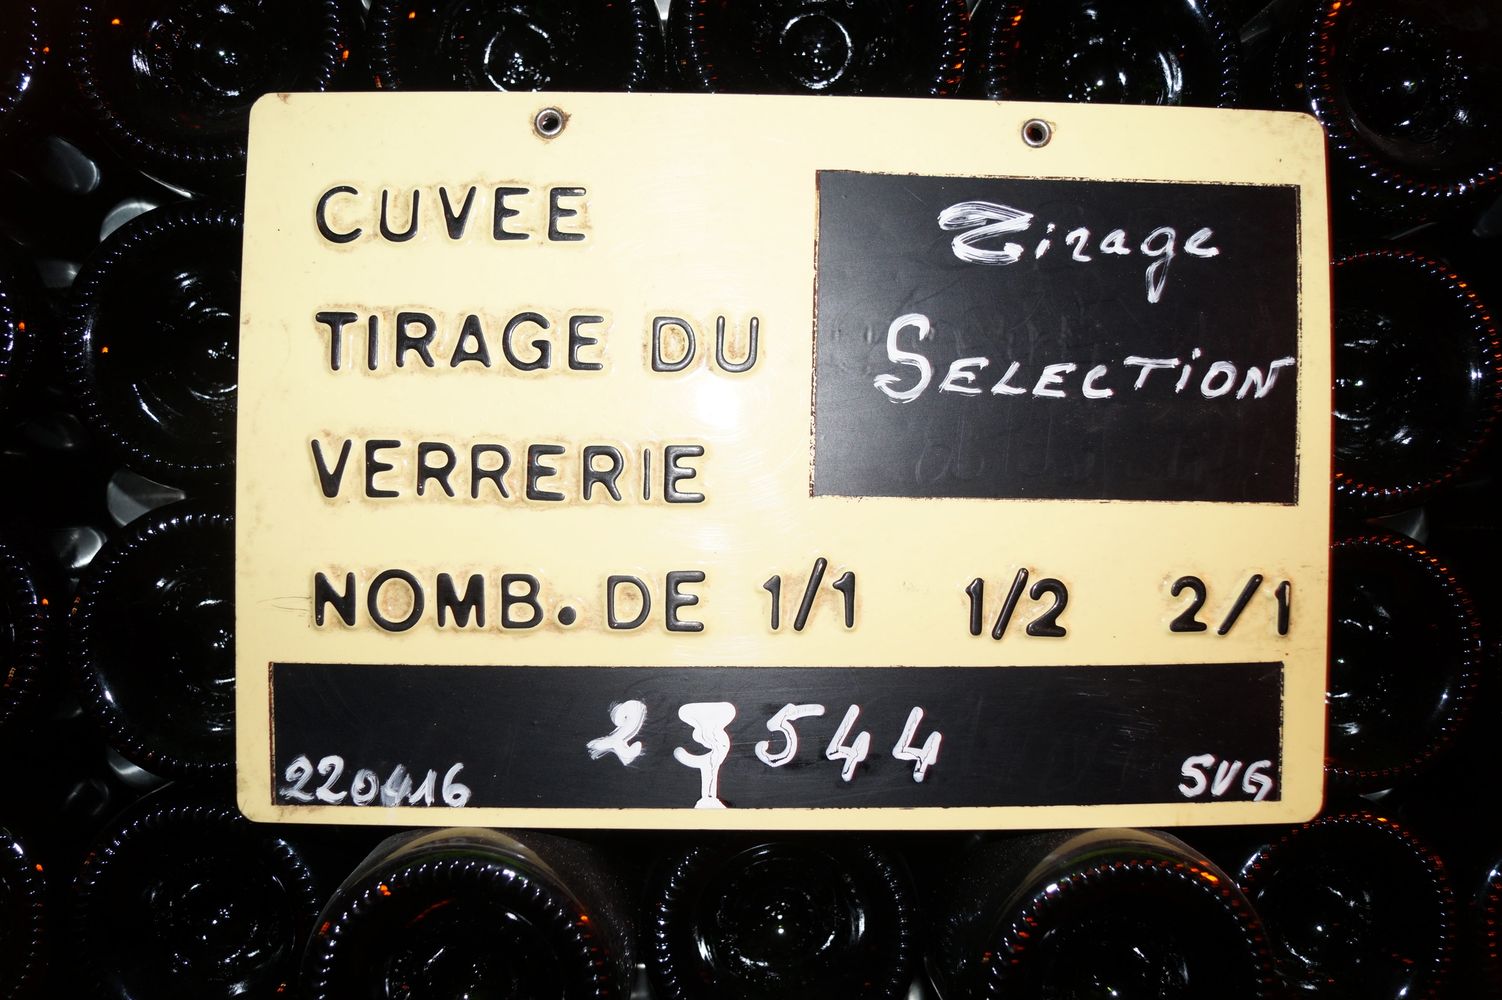 CUVEE
Tirage
TIRAGE DU
SELECTION
VERRERIE
NOMB. DE 1/1 1/2 2/1
23544
220416
SVG